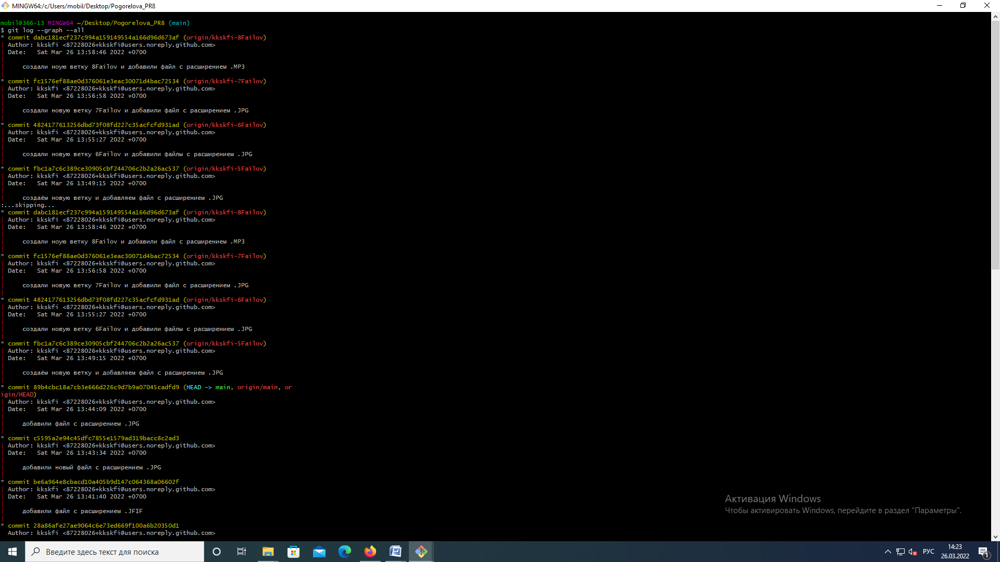 MINGW64:/c/Users/mobil/Desktop/Pogorelova_PR8
mobil@366-13 MINGW64 ~/Desktop/Pogorelova_PR8 (main)
$ git log --graph --all
* commit dabc181ecf237c994a159149554a166d96d673af (origin/kkskfi-8Failov)
| Author: kkskfi <87228026+kkskfi@users.noreply.github.com>
| Date:   Sat Mar 26 13:58:46 2022 +0700
|
|     создали ноую ветку 8Failov и добавили файл с расширением .MP3
|
* commit fc1576ef88ae0d376061e3eac30071d4bac72534 (origin/kkskfi-7Failov)
| Author: kkskfi <87228026+kkskfi@users.noreply.github.com>
| Date:   Sat Mar 26 13:56:58 2022 +0700
|
|     создали новую ветку 7Failov и добавили файл с расширением .JPG
|
* commit 4824177613256dbd73f08fd227c35acfcfd931ad (origin/kkskfi-6Failov)
| Author: kkskfi <87228026+kkskfi@users.noreply.github.com>
| Date:   Sat Mar 26 13:55:27 2022 +0700
|
|     создали новую ветку 6Failov и добавили файлы с расширением .JPG
|
* commit fbc1a7c6c389ce30905cbf244706c2b2a26ac537 (origin/kkskfi-5Failov)
| Author: kkskfi <87228026+kkskfi@users.noreply.github.com>
| Date:   Sat Mar 26 13:49:15 2022 +0700
|
|     создаём новую ветку и добавляем файл с расширением .JPG
:...skipping...
* commit dabc181ecf237c994a159149554a166d96d673af (origin/kkskfi-8Failov)
| Author: kkskfi <87228026+kkskfi@users.noreply.github.com>
| Date:   Sat Mar 26 13:58:46 2022 +0700
|
|     создали ноую ветку 8Failov и добавили файл с расширением .MP3
|
* commit fc1576ef88ae0d376061e3eac30071d4bac72534 (origin/kkskfi-7Failov)
| Author: kkskfi <87228026+kkskfi@users.noreply.github.com>
| Date:   Sat Mar 26 13:56:58 2022 +0700
|
|     создали новую ветку 7Failov и добавили файл с расширением .JPG
|
* commit 4824177613256dbd73f08fd227c35acfcfd931ad (origin/kkskfi-6Failov)
| Author: kkskfi <87228026+kkskfi@users.noreply.github.com>
| Date:   Sat Mar 26 13:55:27 2022 +0700
|
|     создали новую ветку 6Failov и добавили файлы с расширением .JPG
|
* commit fbc1a7c6c389ce30905cbf244706c2b2a26ac537 (origin/kkskfi-5Failov)
| Author: kkskfi <87228026+kkskfi@users.noreply.github.com>
| Date:   Sat Mar 26 13:49:15 2022 +0700
|
|     создаём новую ветку и добавляем файл с расширением .JPG
|
* commit 89b4cbc18a7cb3e666d226c9d7b9a07045cadfd9 (HEAD -> main, origin/main, or
igin/HEAD)
| Author: kkskfi <87228026+kkskfi@users.noreply.github.com>
| Date:   Sat Mar 26 13:44:09 2022 +0700
|
|     добавили файл с расширением .JPG
|
* commit c5595a2e94c45dfc7855e1579ad319bacc8c2ad3
| Author: kkskfi <87228026+kkskfi@users.noreply.github.com>
| Date:   Sat Mar 26 13:43:34 2022 +0700
|
|     добавили новый файл с расширением .JPG
|
* commit be6a964e8cbacd10a405b9d147c064368a06602f
| Author: kkskfi <87228026+kkskfi@users.noreply.github.com>
| Date:   Sat Mar 26 13:41:40 2022 +0700
|
|     добавили файл с расширением .JFIF
|
* commit 28a86afe27ae9064c6e73ed669f100a6b20350d1
  Author: kkskfi <87228026+kkskfi@users.noreply.github.com>
Активация Windows
Чтобы активировать Windows, перейдите в раздел "Параметры".
Введите здесь текст для поиска
РУС
14:23
26.03.2022
1